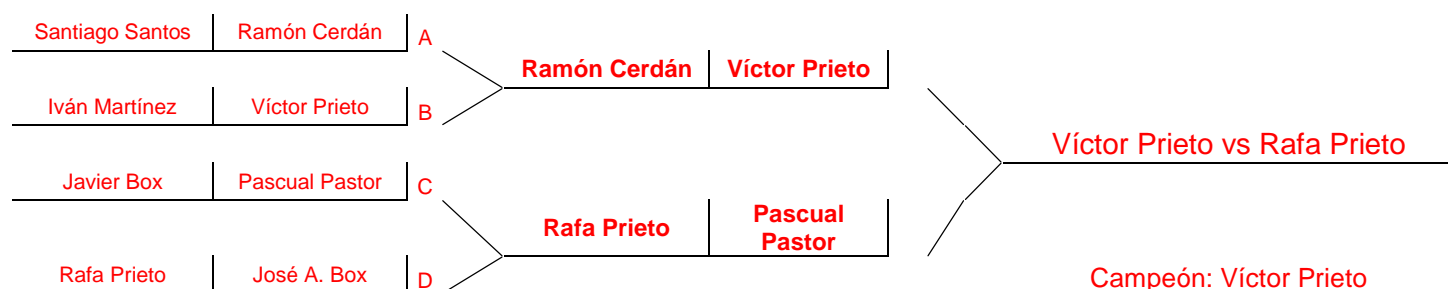 Santiago Santos Ramón Cerdán A
Ramón Cerdán Víctor Prieto
Iván Martínez Víctor Prieto B
Víctor Prieto vs Rafa Prieto
Javier Box Pascual Pastor C
Rafa Prieto Pascual
Pastor
Rafa Prieto José A. Box D
Campeón: Víctor Prieto